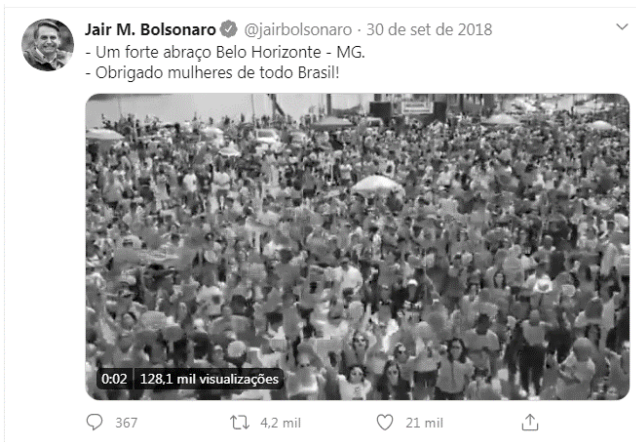 Jair M. Bolsonaro @jairbolsonaro · 30 de set de 2018
- Um forte abraço Belo Horizonte - MG.
- Obrigado mulheres de todo Brasil!
0:02 128,1 mil visualizações
367 4,2 mil 21 mil